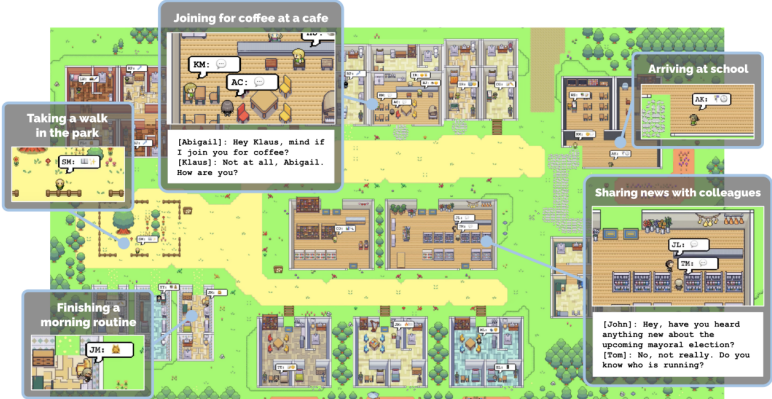 Joining for coffee at a cafe
KM:
AC:
[Abigail]: Hey Klaus, mind if
I join you for coffee?
[Klaus]: Not at all, Abigail.
How are you?
Taking a walk
in the park
SM:
Arriving at school
AK:
Sharing news with colleagues
JL:
TM:
[John]: Hey, have you heard
anything new about the
upcoming mayoral election?
[Tom]: No, not really. Do you
know who is running?
Finishing a
morning routine
JM: